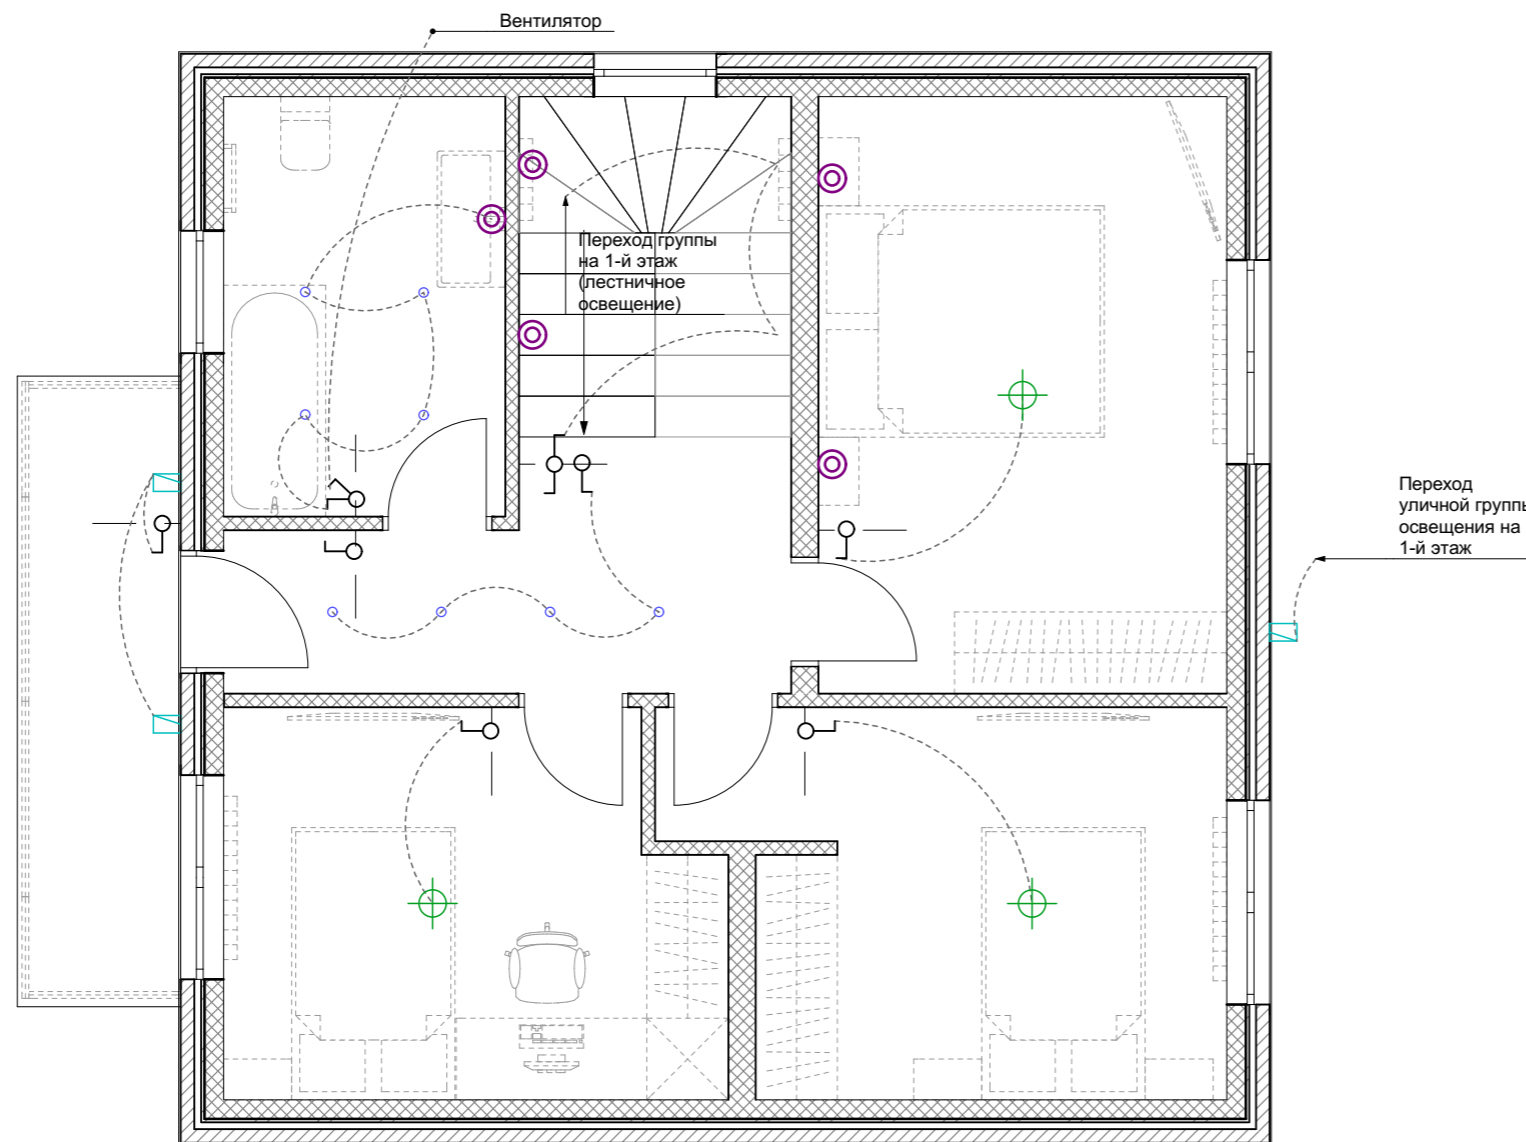 Вентилятор
Переход группы
на 1-й этаж
(лестничное
освещение)
Переход
уличной группы
освещения на
1-й этаж